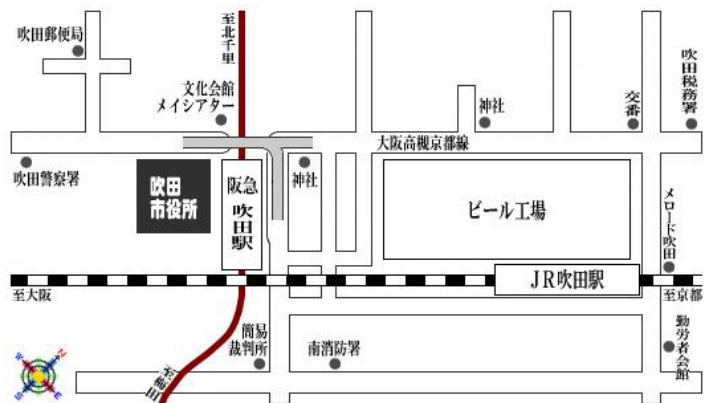 吹田郵便局
至北千里
文化会館
メイシアター
神社
交番
吹田税務署
大阪高槻京都線
吹田警察署
吹田
市役所
阪急
吹田駅
神社
ビール工場
メロード吹田
JR吹田駅
至大阪
至京都
簡易
裁判所
南消防署
勤労者会館
至梅田
N
W
S
E